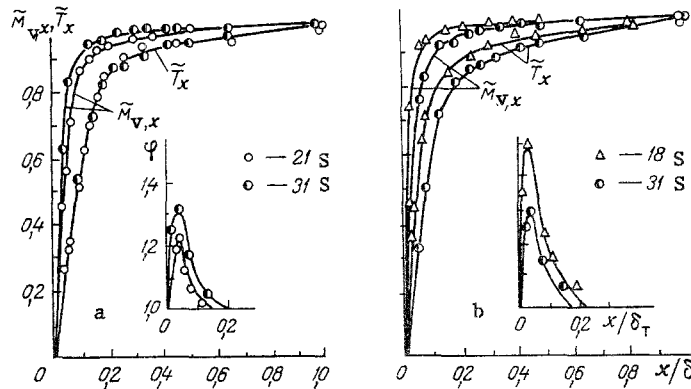 M̃∇,x, T̃x
0,8
0,6
0,4
0,2
0
0,2
0,4
0,6
0,8
1,0
T̃x
M̃∇,x
φ
1,4
1,2
1,0
0
0,2
○ — 21 S
◐ — 31 S
a
T̃x
M̃∇,x
△ — 18 S
◐ — 31 S
b
0
0,2
x/δT
0
0,2
0,4
0,6
0,8
x/δ